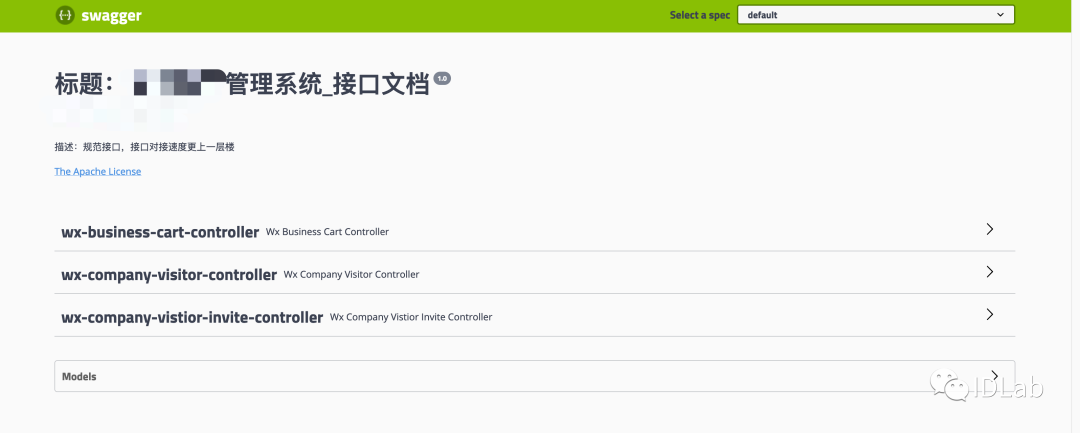 swagger
Select a spec default
标题： 管理系统_接口文档 1.0
描述：规范接口，接口对接速度更上一层楼
The Apache License
wx-business-cart-controller Wx Business Cart Controller
wx-company-visitor-controller Wx Company Visitor Controller
wx-company-vistior-invite-controller Wx Company Vistior Invite Controller
Models
IDLab